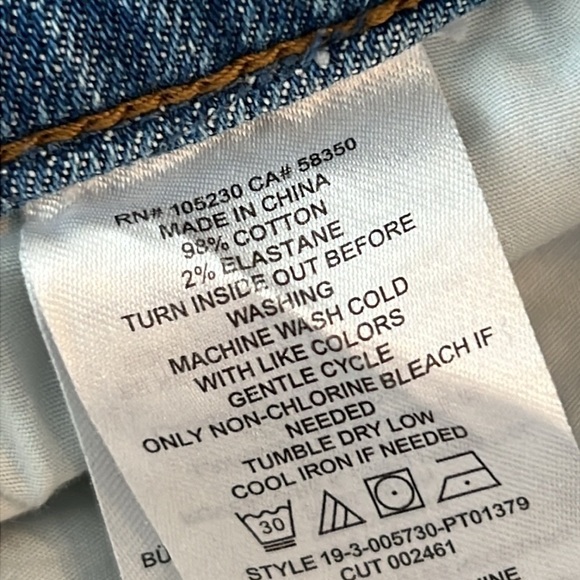 RN# 105230 CA# 58350
MADE IN CHINA
98% COTTON
2% ELASTANE
TURN INSIDE OUT BEFORE
WASHING
MACHINE WASH COLD
WITH LIKE COLORS
GENTLE CYCLE
ONLY NON-CHLORINE BLEACH IF
NEEDED
TUMBLE DRY LOW
COOL IRON IF NEEDED
30
STYLE 19-3-005730-PT01379
CUT 002461